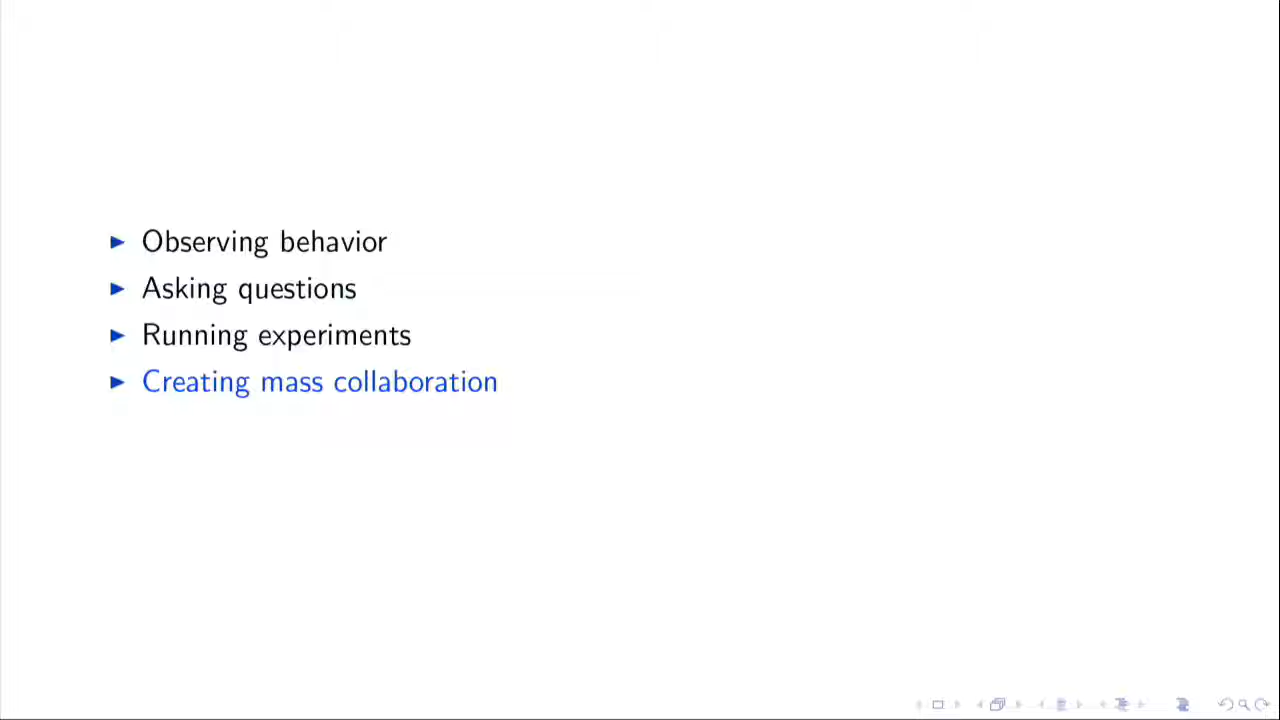 Observing behavior
Asking questions
Running experiments
Creating mass collaboration